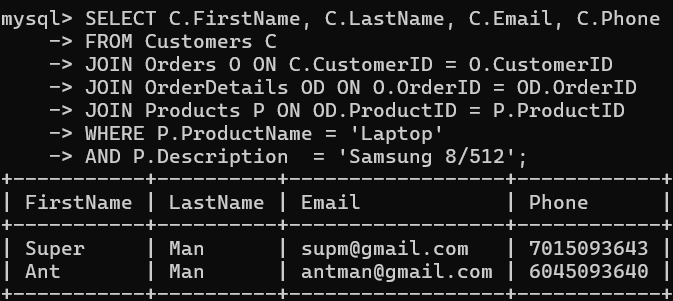 mysql> SELECT C.FirstName, C.LastName, C.Email, C.Phone
    -> FROM Customers C
    -> JOIN Orders O ON C.CustomerID = O.CustomerID
    -> JOIN OrderDetails OD ON O.OrderID = OD.OrderID
    -> JOIN Products P ON OD.ProductID = P.ProductID
    -> WHERE P.ProductName = 'Laptop'
    -> AND P.Description  = 'Samsung 8/512';
+-----------+----------+------------------+------------+
| FirstName | LastName | Email            | Phone      |
+-----------+----------+------------------+------------+
| Super     | Man      | supm@gmail.com   | 7015093643 |
| Ant       | Man      | antman@gmail.com | 6045093640 |
+-----------+----------+------------------+------------+